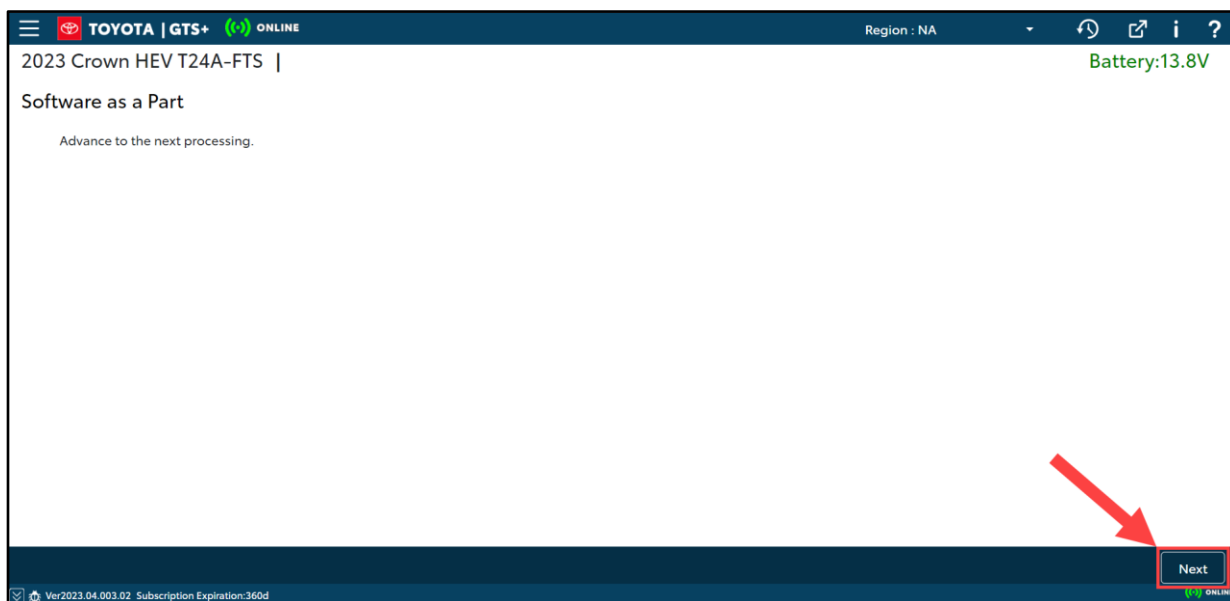 TOYOTA | GTS+ ONLINE Region : NA i ?
2023 Crown HEV T24A-FTS | Battery:13.8V
Software as a Part
Advance to the next processing.
Next
Ver2023.04.003.02 Subscription Expiration:360d ONLINE